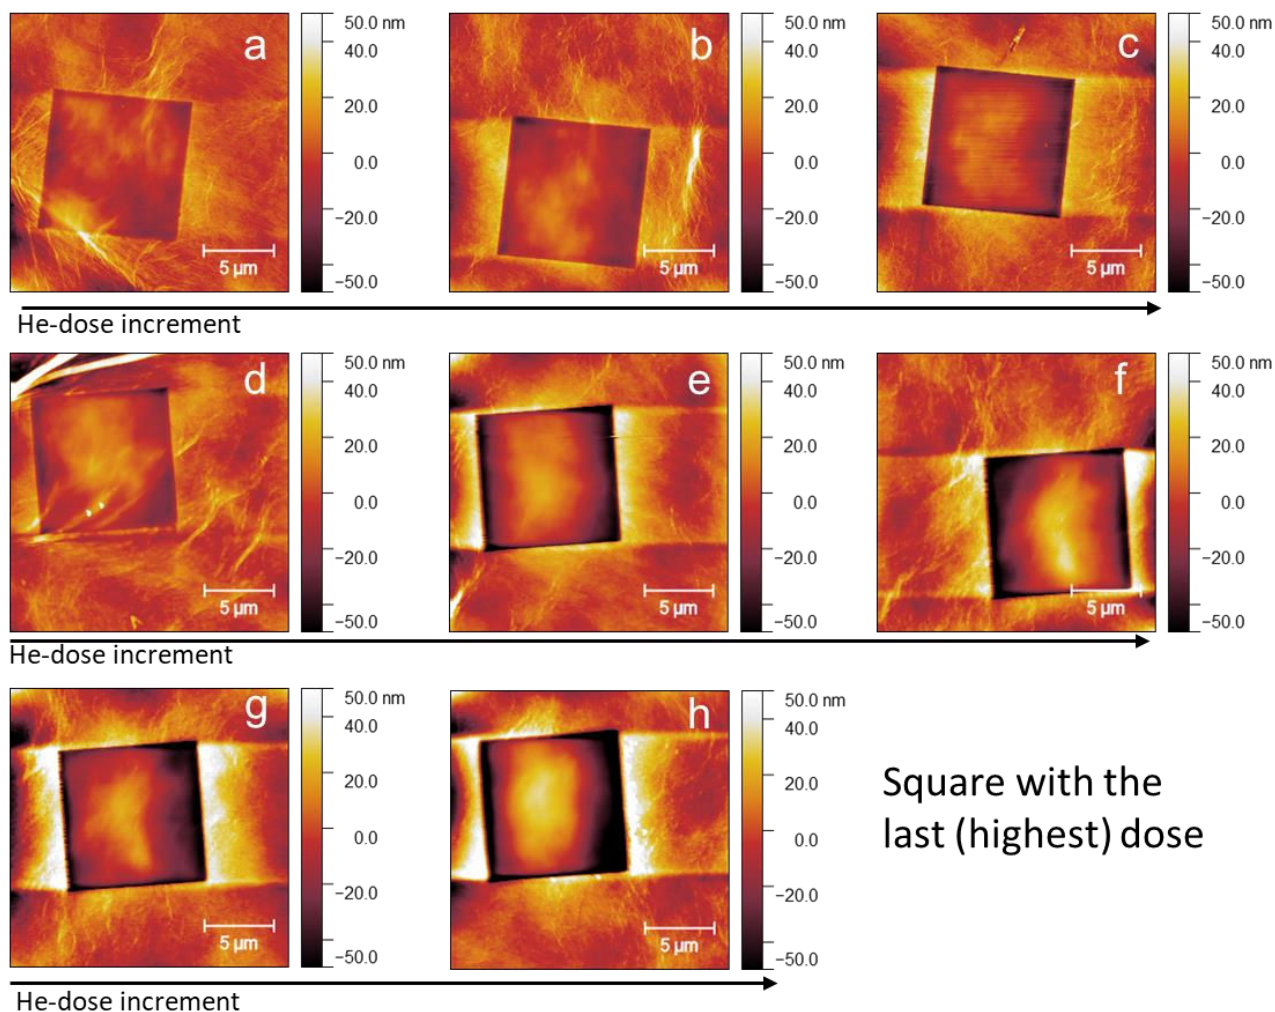 a
50.0 nm
40.0
20.0
0.0
−20.0
−50.0
5 µm
b
50.0 nm
40.0
20.0
0.0
−20.0
−50.0
5 µm
c
50.0 nm
40.0
20.0
0.0
−20.0
−50.0
5 µm
He-dose increment
d
50.0 nm
40.0
20.0
0.0
−20.0
−50.0
5 µm
e
50.0 nm
40.0
20.0
0.0
−20.0
−50.0
5 µm
f
50.0 nm
40.0
20.0
0.0
−20.0
−50.0
5 µm
He-dose increment
g
50.0 nm
40.0
20.0
0.0
−20.0
−50.0
5 µm
h
50.0 nm
40.0
20.0
0.0
−20.0
−50.0
5 µm
Square with the
last (highest) dose
He-dose increment